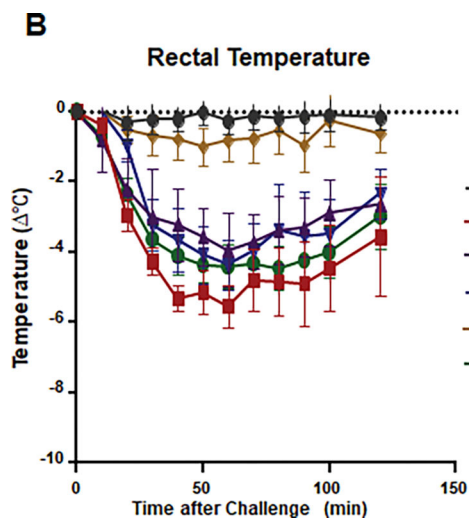 B
Rectal Temperature
Temperature (Δ°C)
0
-2
-4
-6
-8
-10
0 50 100 150
Time after Challenge (min)